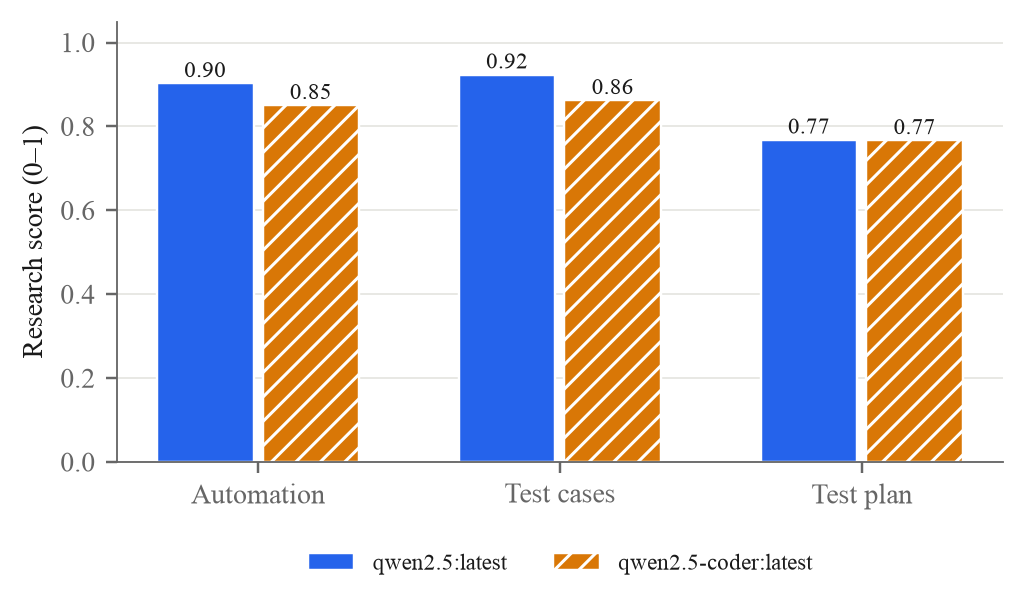 Research score (0–1)
1.0
0.8
0.6
0.4
0.2
0.0
0.90
0.85
0.92
0.86
0.77
0.77
Automation
Test cases
Test plan
qwen2.5:latest
qwen2.5-coder:latest